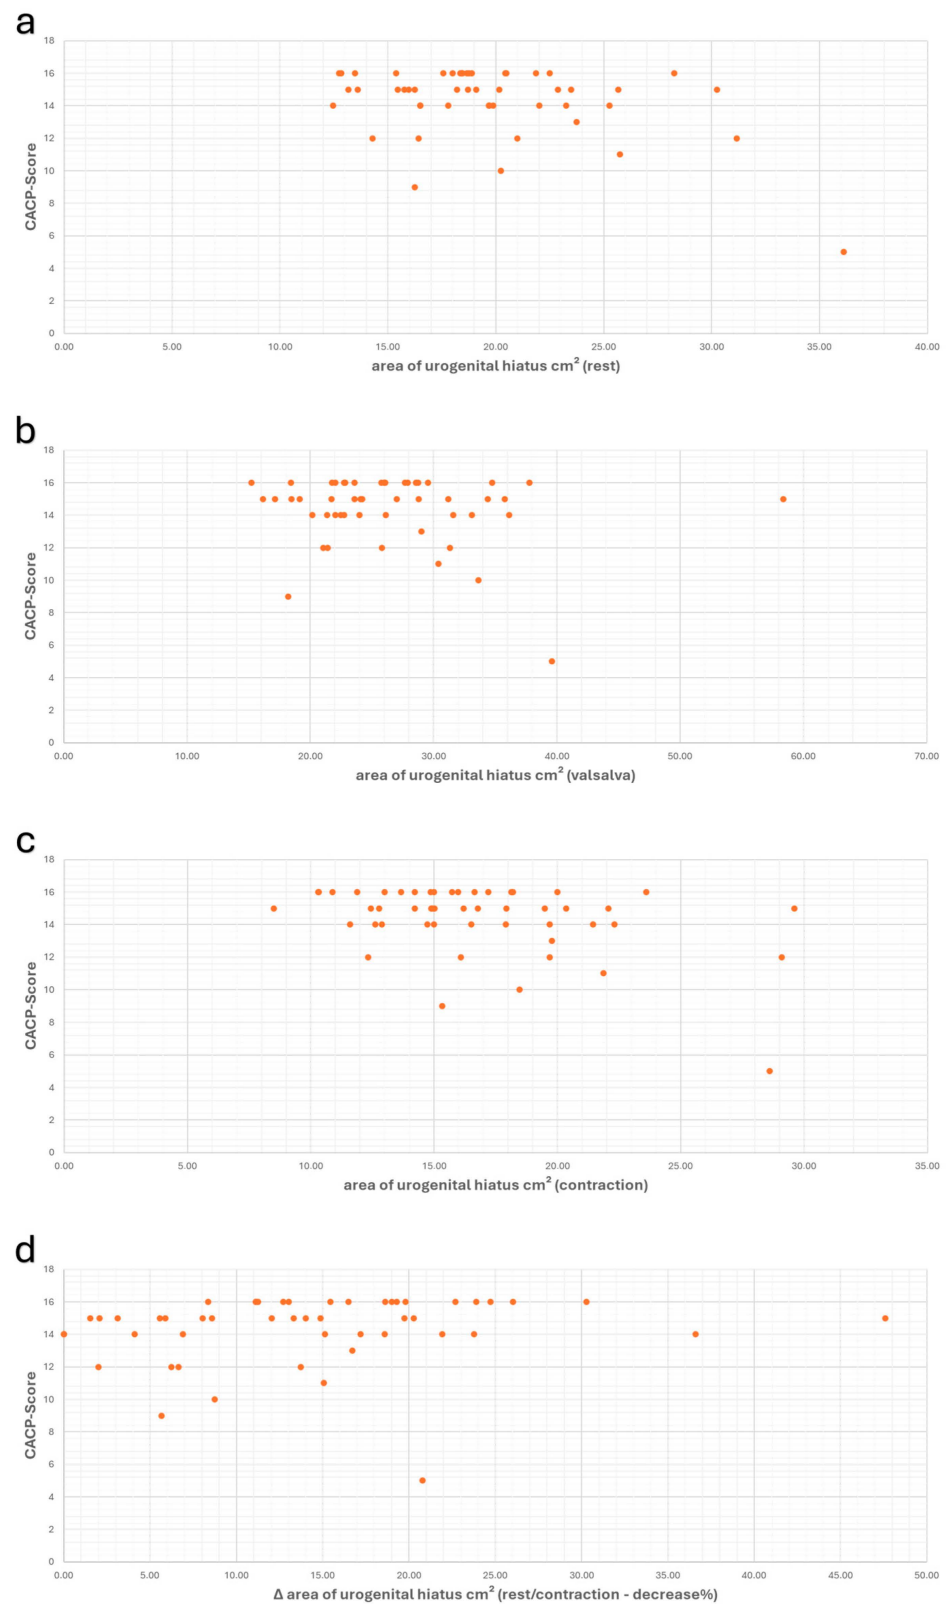 a
18
16
14
12
10
8
6
4
2
0
CACP-Score
0.00 5.00 10.00 15.00 20.00 25.00 30.00 35.00 40.00
area of urogenital hiatus cm² (rest)
b
18
16
14
12
10
8
6
4
2
0
CACP-Score
0.00 10.00 20.00 30.00 40.00 50.00 60.00 70.00
area of urogenital hiatus cm² (valsalva)
c
18
16
14
12
10
8
6
4
2
0
CACP-Score
0.00 5.00 10.00 15.00 20.00 25.00 30.00 35.00
area of urogenital hiatus cm² (contraction)
d
18
16
14
12
10
8
6
4
2
0
CACP-Score
0.00 5.00 10.00 15.00 20.00 25.00 30.00 35.00 40.00 45.00 50.00
Δ area of urogenital hiatus cm² (rest/contraction - decrease%)